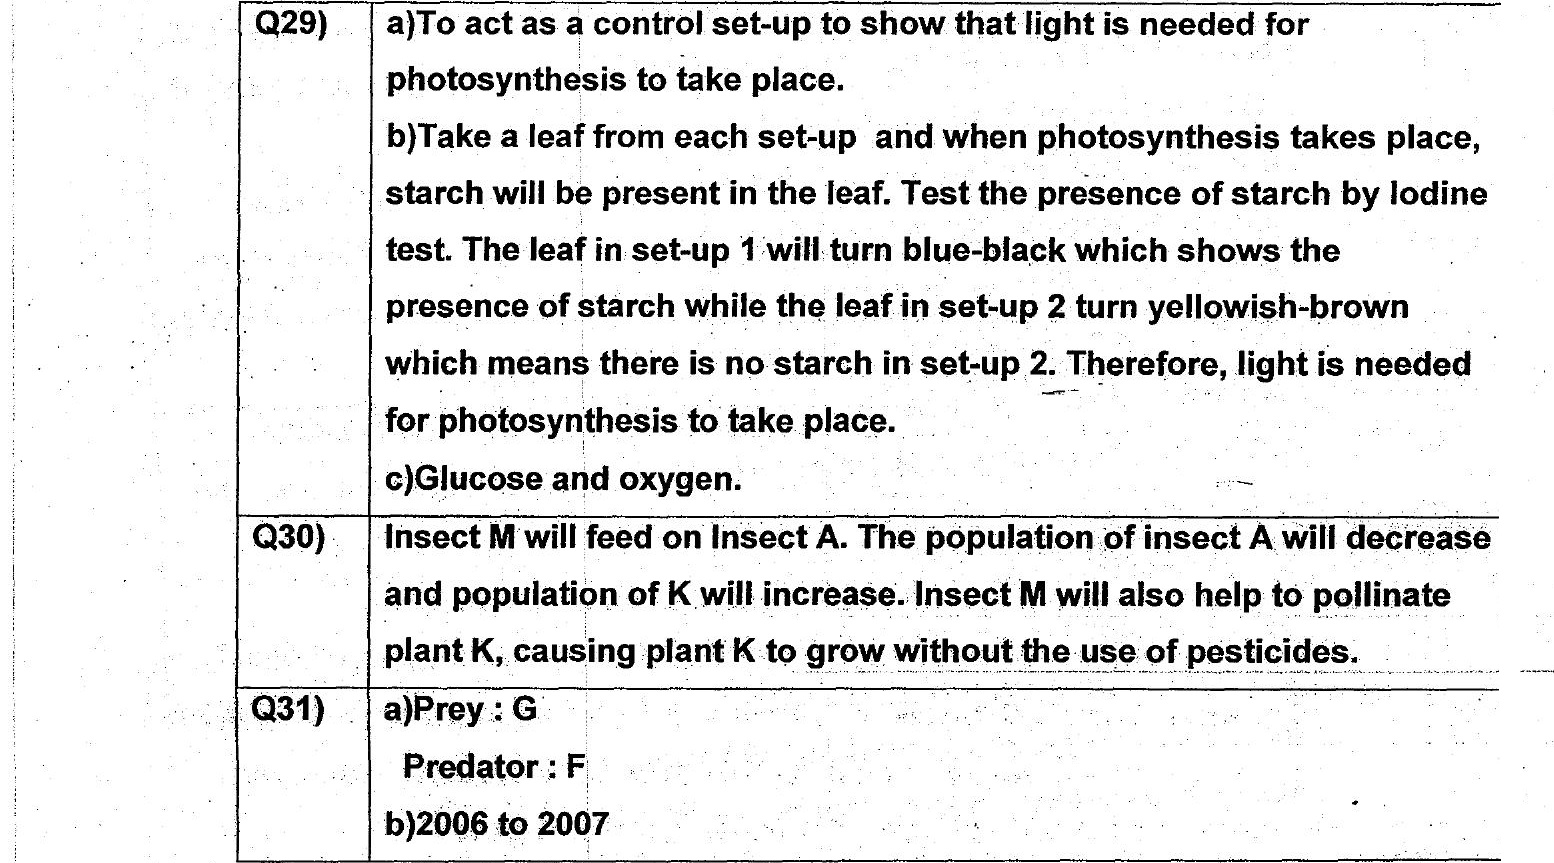 Q29) a)To act as a control set-up to show that light is needed for
photosynthesis to take place.
b)Take a leaf from each set-up and when photosynthesis takes place,
starch will be present in the leaf. Test the presence of starch by Iodine
test. The leaf in set-up 1 will turn blue-black which shows the
presence of starch while the leaf in set-up 2 turn yellowish-brown
which means there is no starch in set-up 2. Therefore, light is needed
for photosynthesis to take place.
c)Glucose and oxygen.
Q30) Insect M will feed on Insect A. The population of insect A will decrease
and population of K will increase. Insect M will also help to pollinate
plant K, causing plant K to grow without the use of pesticides.
Q31) a)Prey : G
Predator : F
b)2006 to 2007